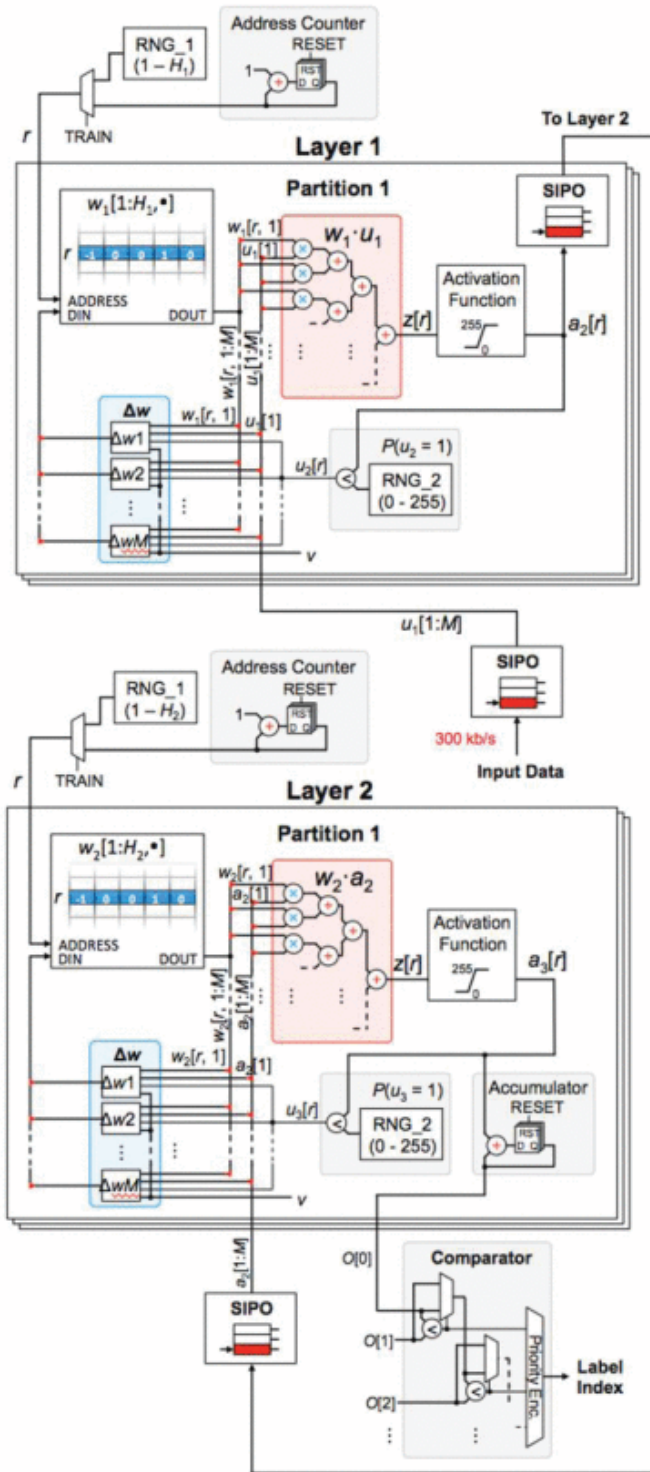 Address Counter
RNG_1
(1 – H₁)
RESET
1
+
RST
D Q
r
TRAIN
To Layer 2
Layer 1
Partition 1
SIPO
w₁[1:H₁,•]
w₁[r, 1]
w₁·u₁
u₁[1]
r -1 0 0 1 0
×
+
×
+
×
+
+
Activation
Function
ADDRESS
DIN
DOUT
z[r]
255
0
a₂[r]
w₁[r, 1:M]
u₁[1:M]
Δw
w₁[r, 1]
u₁[1]
Δw1
P(u₂ = 1)
Δw2
u₂[r]
<
RNG_2
(0 - 255)
ΔwM
v
u₁[1:M]
SIPO
Address Counter
RNG_1
(1 – H₂)
RESET
1
+
RST
D Q
300 kb/s
r
TRAIN
Input Data
Layer 2
Partition 1
w₂[1:H₂,•]
w₂[r, 1]
w₂·a₂
a₂[1]
r -1 0 0 1 0
×
+
×
+
×
+
+
Activation
Function
ADDRESS
DIN
DOUT
z[r]
255
0
a₃[r]
w₂[r, 1:M]
a₂[1:M]
Δw
w₂[r, 1]
a₂[1]
Δw1
P(u₃ = 1)
Accumulator
RESET
Δw2
u₃[r]
<
RNG_2
(0 - 255)
+
RST
D Q
ΔwM
v
a₂[1:M]
O[0]
Comparator
SIPO
O[1]
<
O[2]
<
Priority Enc.
Label
Index